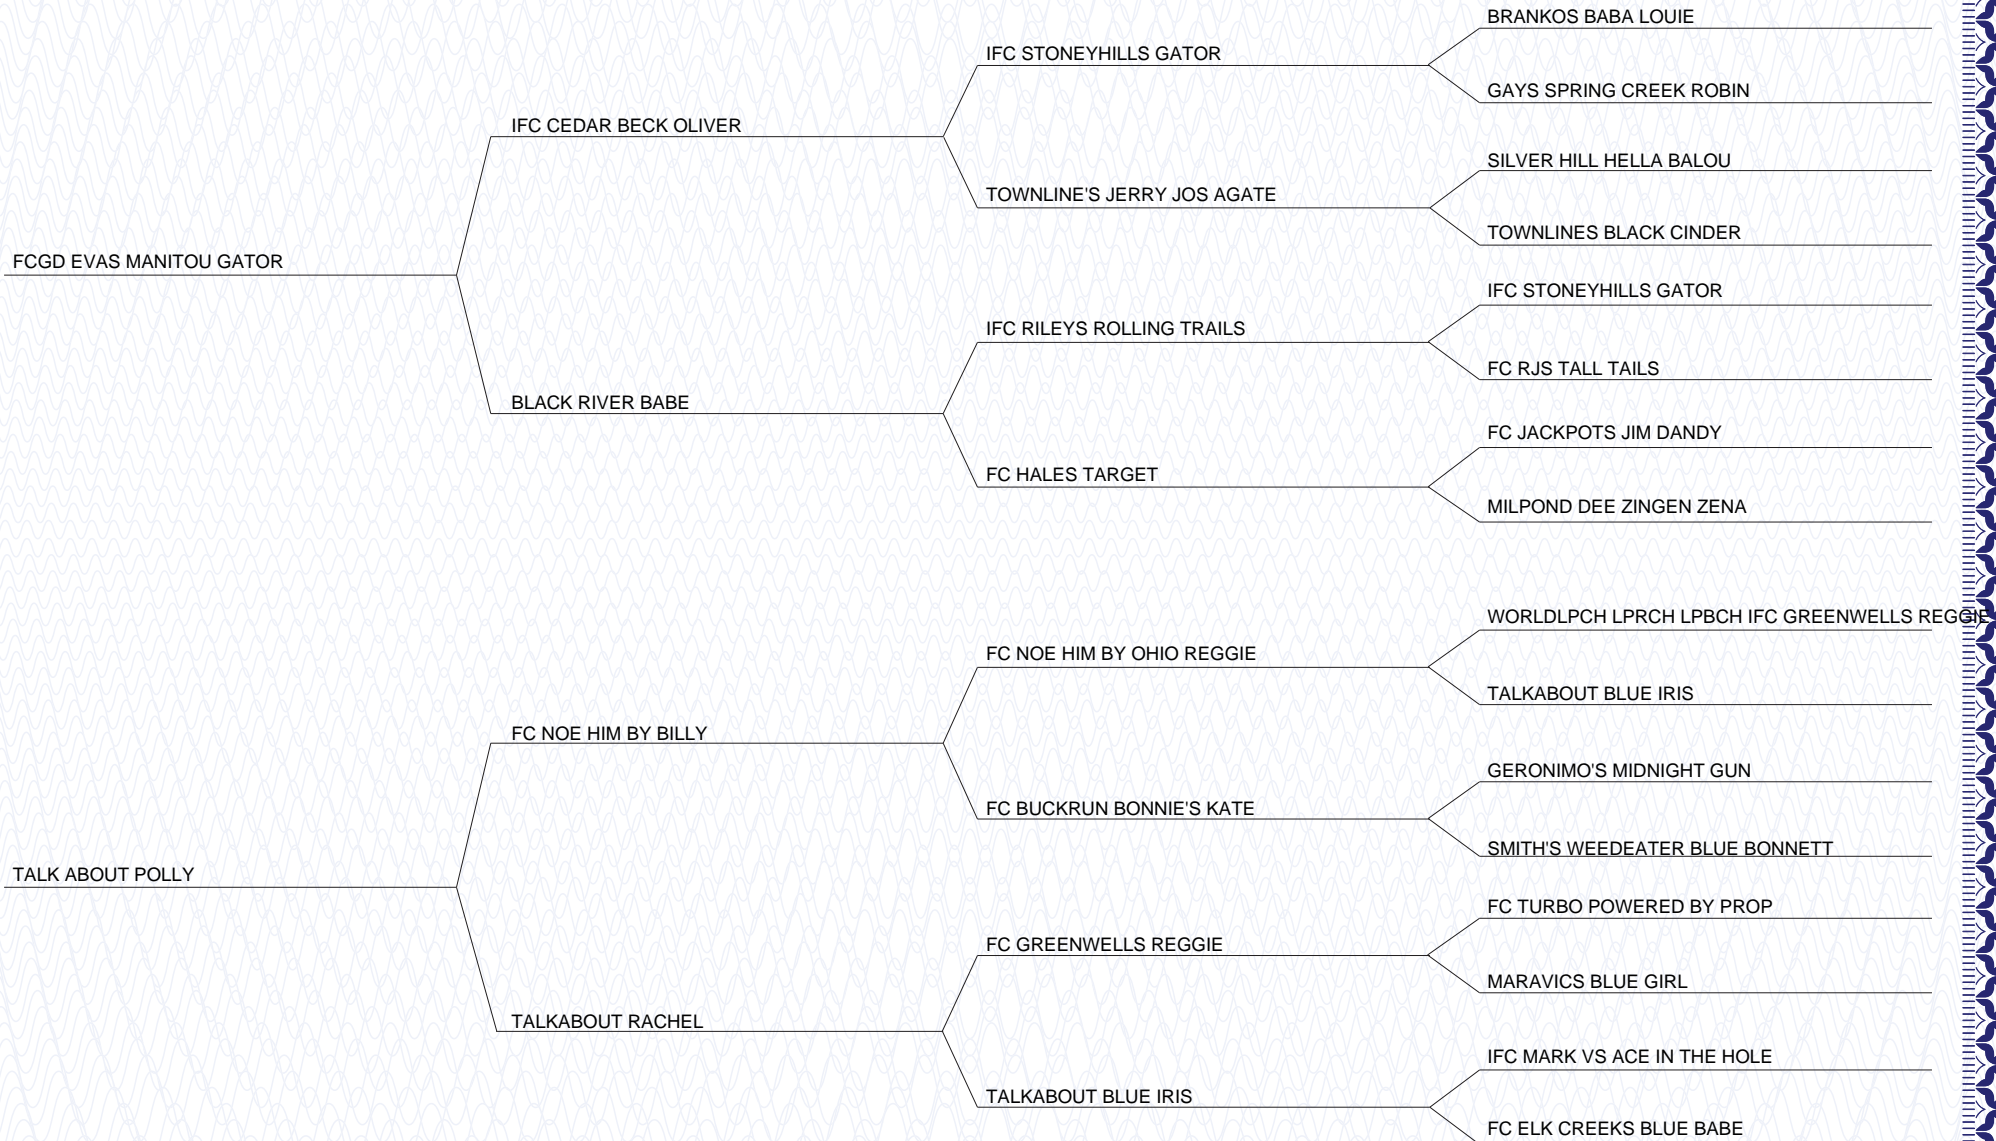 BRANKOS BABA LOUIE
IFC STONEYHILLS GATOR
GAYS SPRING CREEK ROBIN
IFC CEDAR BECK OLIVER
SILVER HILL HELLA BALOU
TOWNLINE'S JERRY JOS AGATE
TOWNLINES BLACK CINDER
FCGD EVAS MANITOU GATOR
IFC STONEYHILLS GATOR
IFC RILEYS ROLLING TRAILS
FC RJS TALL TAILS
BLACK RIVER BABE
FC JACKPOTS JIM DANDY
FC HALES TARGET
MILPOND DEE ZINGEN ZENA
WORLDLPCH LPRCH LPBCH IFC GREENWELLS REGGIE
FC NOE HIM BY OHIO REGGIE
TALKABOUT BLUE IRIS
FC NOE HIM BY BILLY
GERONIMO'S MIDNIGHT GUN
FC BUCKRUN BONNIE'S KATE
SMITH'S WEEDEATER BLUE BONNETT
TALK ABOUT POLLY
FC TURBO POWERED BY PROP
FC GREENWELLS REGGIE
MARAVICS BLUE GIRL
TALKABOUT RACHEL
IFC MARK VS ACE IN THE HOLE
TALKABOUT BLUE IRIS
FC ELK CREEKS BLUE BABE